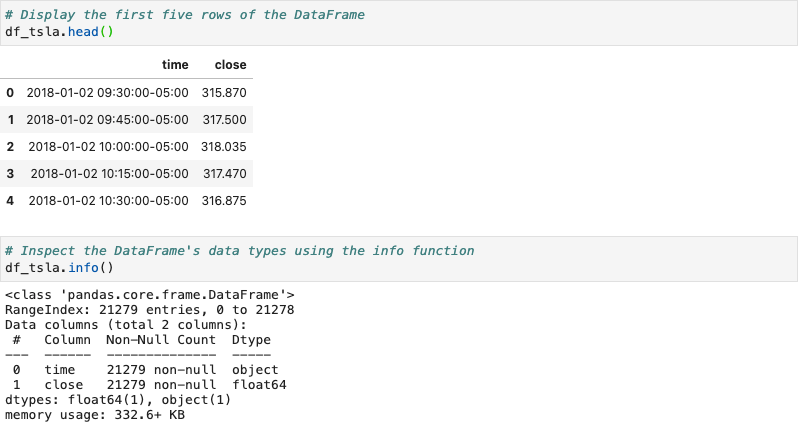 # Display the first five rows of the DataFrame
df_tsla.head()
time close
0 2018-01-02 09:30:00-05:00 315.870
1 2018-01-02 09:45:00-05:00 317.500
2 2018-01-02 10:00:00-05:00 318.035
3 2018-01-02 10:15:00-05:00 317.470
4 2018-01-02 10:30:00-05:00 316.875
# Inspect the DataFrame's data types using the info function
df_tsla.info()
<class 'pandas.core.frame.DataFrame'>
RangeIndex: 21279 entries, 0 to 21278
Data columns (total 2 columns):
 #   Column  Non-Null Count  Dtype
---  ------  --------------  -----
 0   time    21279 non-null  object
 1   close   21279 non-null  float64
dtypes: float64(1), object(1)
memory usage: 332.6+ KB